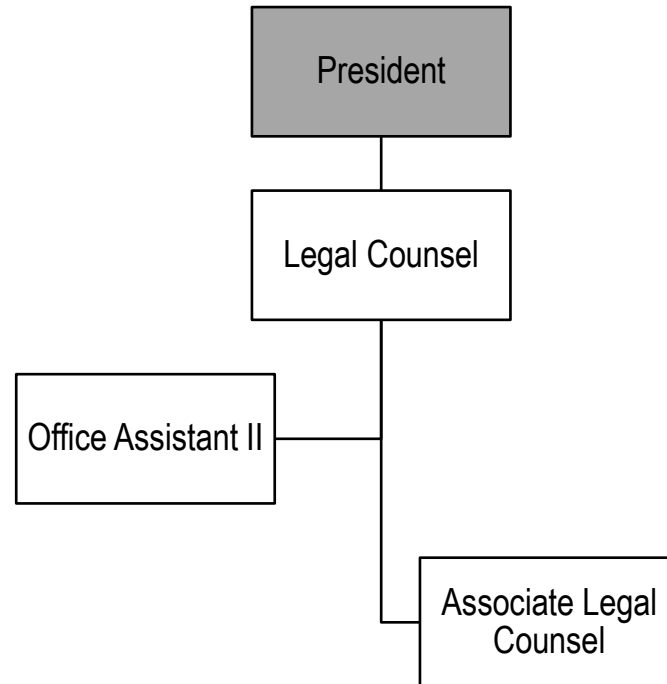 President
Legal Counsel
Office Assistant II
Associate Legal
Counsel